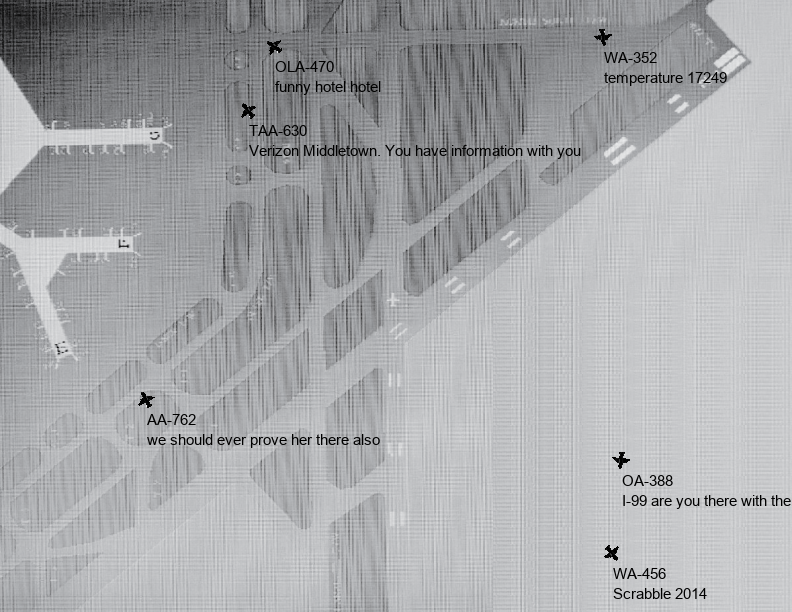 OLA-470
funny hotel hotel
WA-352
temperature 17249
TAA-630
Verizon Middletown. You have information with you
AA-762
we should ever prove her there also
OA-388
I-99 are you there with the
WA-456
Scrabble 2014